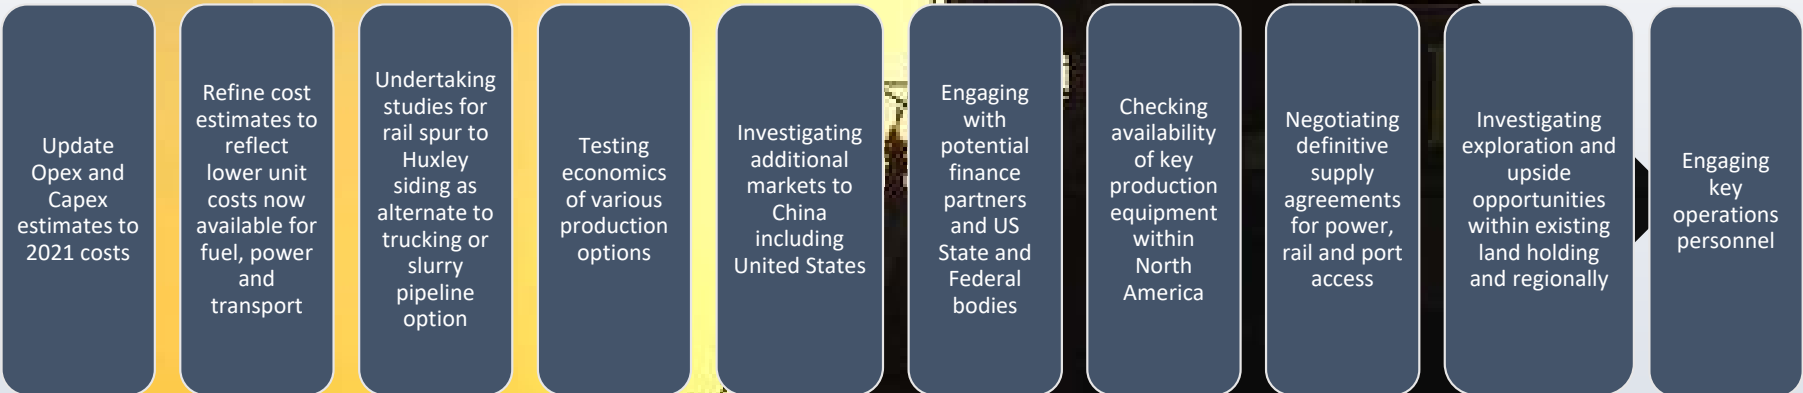 Update
Opex and
Capex
estimates to
2021 costs
Refine cost
estimates to
reflect
lower unit
costs now
available for
fuel, power
and
transport
Undertaking
studies for
rail spur to
Huxley
siding as
alternate to
trucking or
slurry
pipeline
option
Testing
economics
of various
production
options
Investigating
additional
markets to
China
including
United States
Engaging
with
potential
finance
partners
and US
State and
Federal
bodies
Checking
availability
of key
production
equipment
within
North
America
Negotiating
definitive
supply
agreements
for power,
rail and port
access
Investigating
exploration and
upside
opportunities
within existing
land holding
and regionally
Engaging
key
operations
personnel